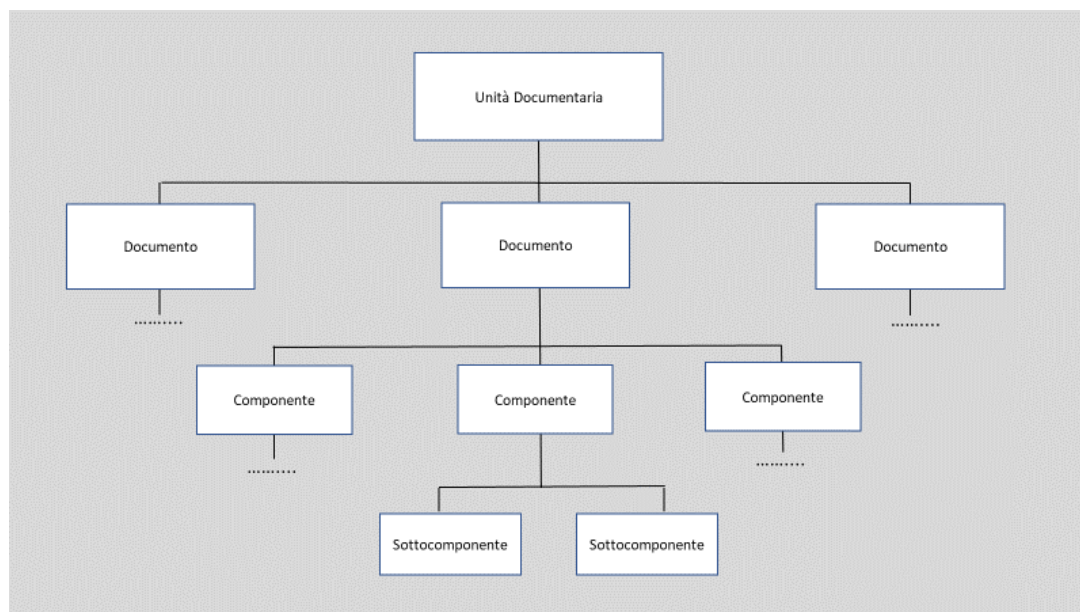 Unità Documentaria
Documento
Documento
Documento
..........
..........
Componente
Componente
Componente
..........
..........
Sottocomponente
Sottocomponente